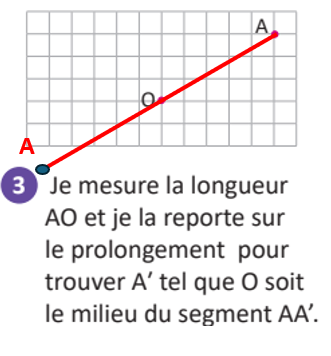 A
O
A
3 Je mesure la longueur
AO et je la reporte sur
le prolongement pour
trouver A’ tel que O soit
le milieu du segment AA’.